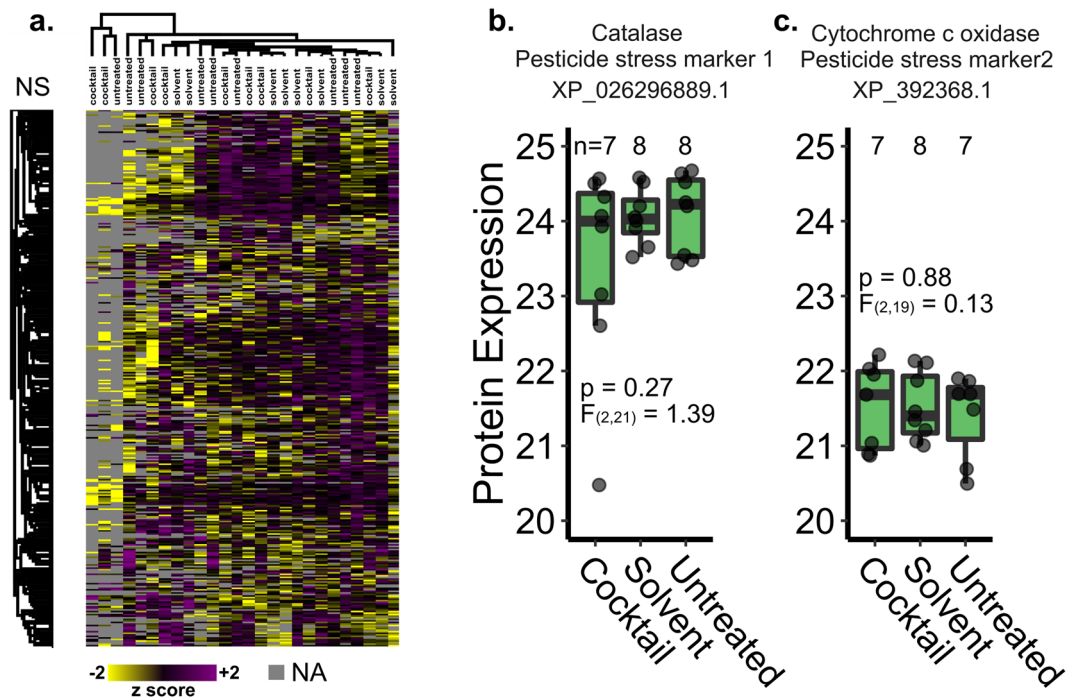 a.
NS
cocktail
cocktail
untreated
untreated
untreated
cocktail
cocktail
solvent
solvent
untreated
untreated
cocktail
untreated
cocktail
cocktail
solvent
solvent
solvent
cocktail
solvent
untreated
untreated
untreated
cocktail
solvent
solvent
-2
+2
z score
NA
b.
Catalase
Pesticide stress marker 1
XP_026296889.1
Protein Expression
25
24
23
22
21
20
n=7 8 8
p = 0.27
F(2,21) = 1.39
Cocktail
Solvent
Untreated
c.
Cytochrome c oxidase
Pesticide stress marker2
XP_392368.1
25
24
23
22
21
20
7 8 7
p = 0.88
F(2,19) = 0.13
Cocktail
Solvent
Untreated